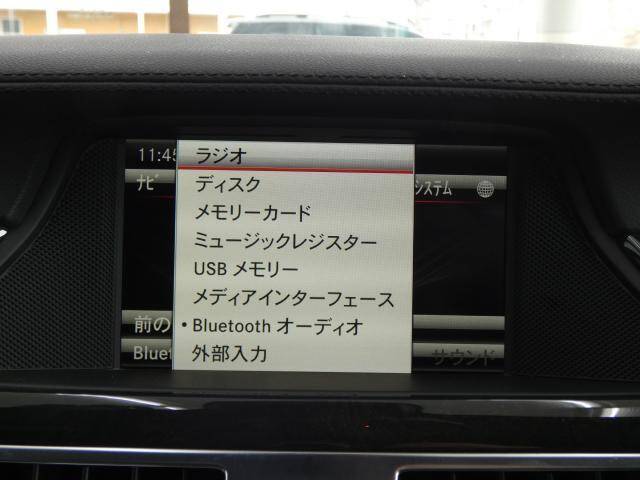 11:45
ラジオ
ナビ
システム
ディスク
メモリーカード
ミュージックレジスター
USB メモリー
メディアインターフェース
前の
• Bluetooth オーディオ
Bluet
外部入力
サウンド